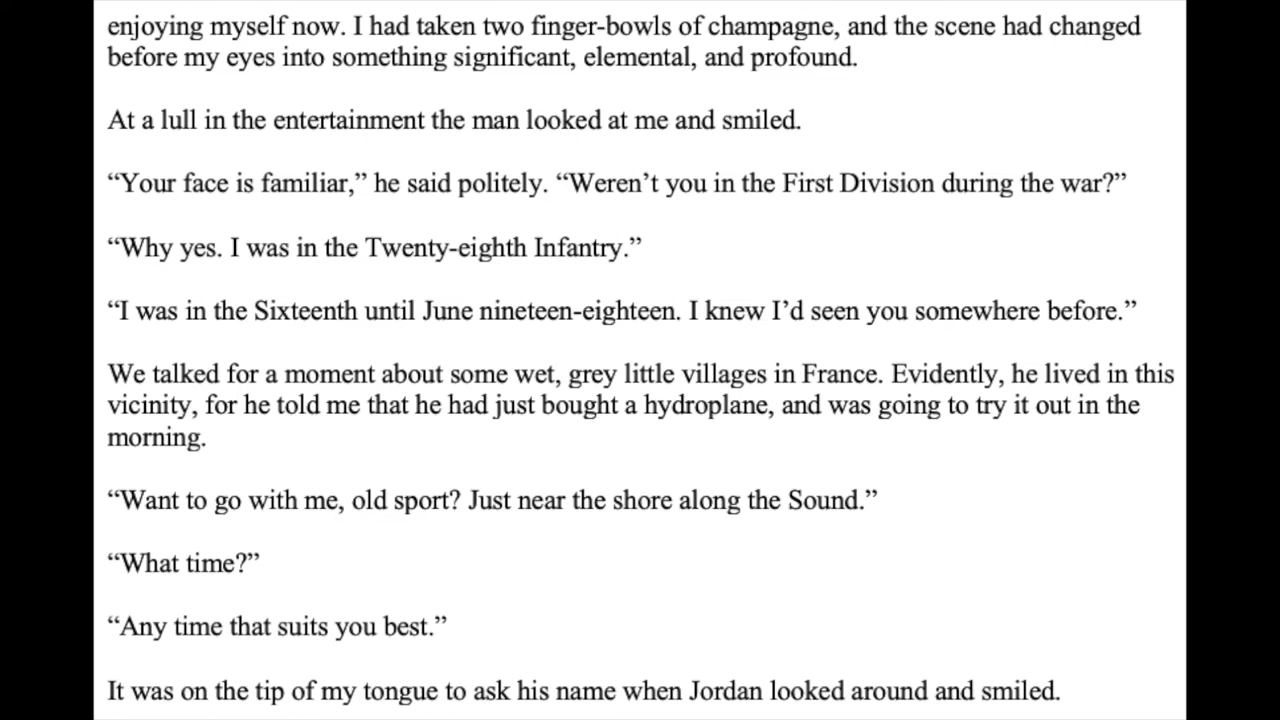 enjoying myself now. I had taken two finger-bowls of champagne, and the scene had changed
before my eyes into something significant, elemental, and profound.
At a lull in the entertainment the man looked at me and smiled.
“Your face is familiar,” he said politely. “Weren’t you in the First Division during the war?”
“Why yes. I was in the Twenty-eighth Infantry.”
“I was in the Sixteenth until June nineteen-eighteen. I knew I’d seen you somewhere before.”
We talked for a moment about some wet, grey little villages in France. Evidently, he lived in this
vicinity, for he told me that he had just bought a hydroplane, and was going to try it out in the
morning.
“Want to go with me, old sport? Just near the shore along the Sound.”
“What time?”
“Any time that suits you best.”
It was on the tip of my tongue to ask his name when Jordan looked around and smiled.